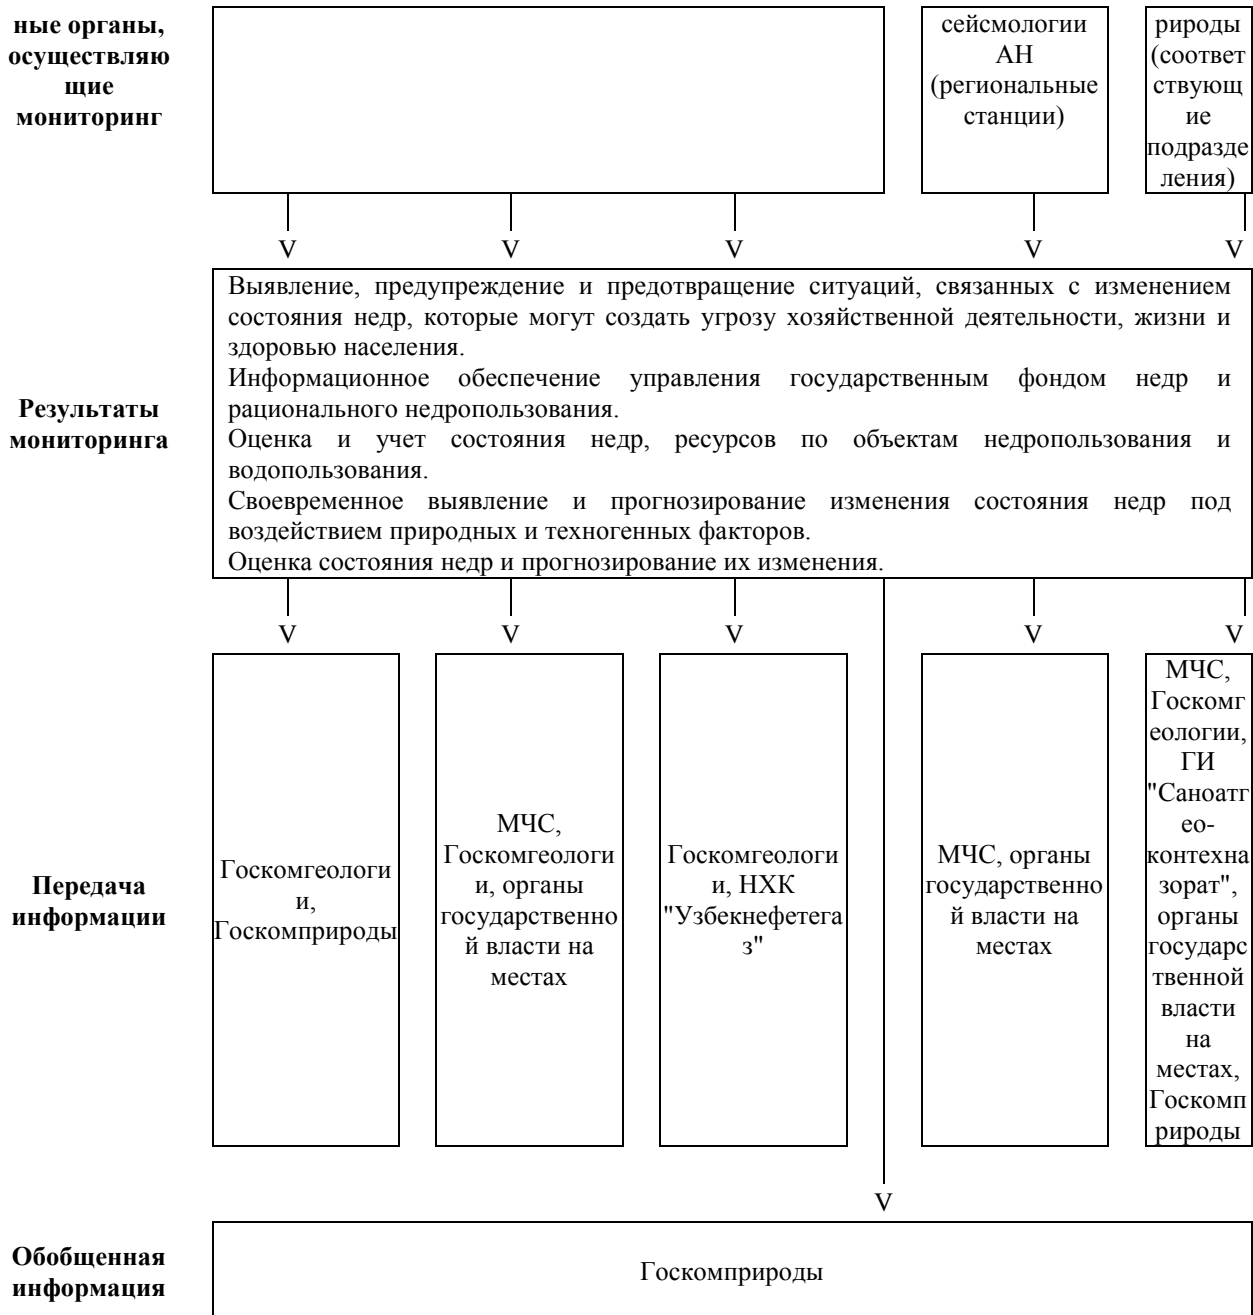 ные органы,
осуществляю
щие
мониторинг
сейсмологии
АН
(региональные
станции)
рироды
(соответ
ствующ
ие
подразде
ления)
V V V V V
Результаты
мониторинга
Выявление, предупреждение и предотвращение ситуаций, связанных с изменением
состояния недр, которые могут создать угрозу хозяйственной деятельности, жизни и
здоровью населения.
Информационное обеспечение управления государственным фондом недр и
рационального недропользования.
Оценка и учет состояния недр, ресурсов по объектам недропользования и
водопользования.
Своевременное выявление и прогнозирование изменения состояния недр под
воздействием природных и техногенных факторов.
Оценка состояния недр и прогнозирование их изменения.
V V V V V
Передача
информации
Госкомгеологи
и,
Госкомприроды
МЧС,
Госкомгеологи
и, органы
государственно
й власти на
местах
Госкомгеологи
и, НХК
"Узбекнефетега
з"
МЧС, органы
государственно
й власти на
местах
МЧС,
Госкомг
еологии,
ГИ
"Саноатг
ео-
контехна
зорат",
органы
государс
твенной
власти
на
местах,
Госкомп
рироды
V
Обобщенная
информация
Госкомприроды